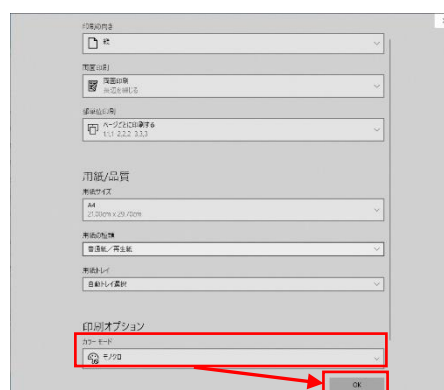 印刷の向き
縦
両面印刷
両面印刷
長辺を綴じる
部単位印刷
ページごとに印刷する
1,1,1 2,2,2 3,3,3
用紙/品質
用紙サイズ
A4
21.00cm x 29.70cm
用紙の種類
普通紙／再生紙
用紙トレイ
自動トレイ選択
印刷オプション
カラー モード
モノクロ
OK